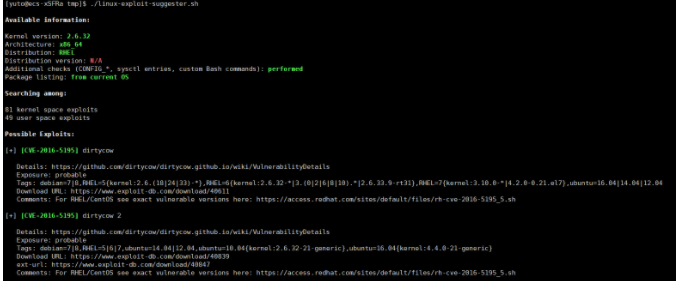 [yuto@ecs-xSFRa tmp]$ ./linux-exploit-suggester.sh
Available information:
Kernel version: 2.6.32
Architecture: x86_64
Distribution: RHEL
Distribution version: N/A
Additional checks (CONFIG_*, sysctl entries, custom Bash commands): performed
Package listing: from current OS
Searching among:
81 kernel space exploits
49 user space exploits
Possible Exploits:
[+] [CVE-2016-5195] dirtycow
Details: https://github.com/dirtycow/dirtycow.github.io/wiki/VulnerabilityDetails
Exposure: probable
Tags: debian=7|8,RHEL=5{kernel:2.6.(18|24|33)-*},RHEL=6{kernel:2.6.32-*|3.(0|2|6|8|10).*|2.6.33.9-rt31},RHEL=7{kernel:3.10.0-*|4.2.0-0.21.el7},ubuntu=16.04|14.04|12.04
Download URL: https://www.exploit-db.com/download/40611
Comments: For RHEL/CentOS see exact vulnerable versions here: https://access.redhat.com/sites/default/files/rh-cve-2016-5195_5.sh
[+] [CVE-2016-5195] dirtycow 2
Details: https://github.com/dirtycow/dirtycow.github.io/wiki/VulnerabilityDetails
Exposure: probable
Tags: debian=7|8,RHEL=5|6|7,ubuntu=14.04|12.04,ubuntu=10.04{kernel:2.6.32-21-generic},ubuntu=16.04{kernel:4.4.0-21-generic}
Download URL: https://www.exploit-db.com/download/40839
ext-url: https://www.exploit-db.com/download/40847
Comments: For RHEL/CentOS see exact vulnerable versions here: https://access.redhat.com/sites/default/files/rh-cve-2016-5195_5.sh